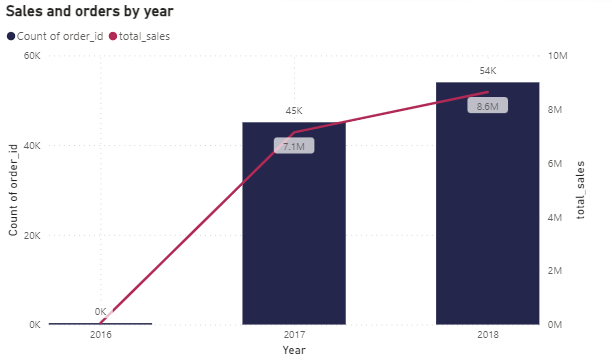 Sales and orders by year
Count of order_id total_sales
60K
40K
20K
0K
Count of order_id
10M
8M
6M
4M
2M
0M
total_sales
0K
45K
7.1M
54K
8.6M
2016 2017 2018
Year